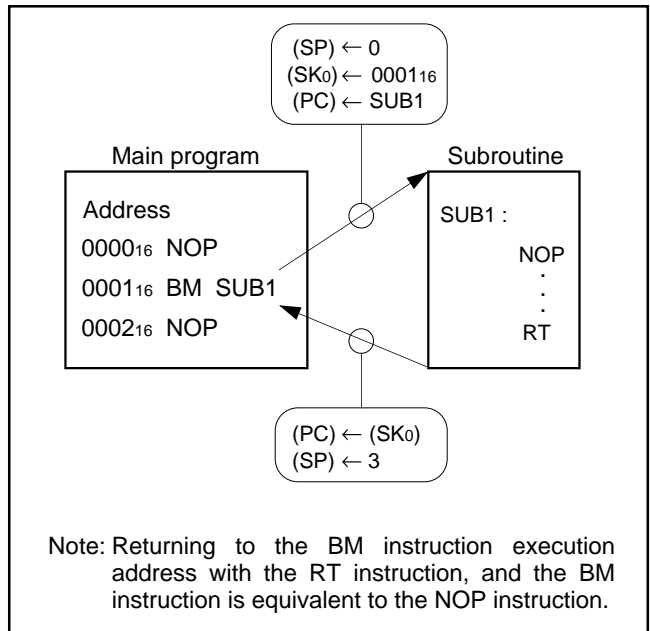 (SP) ← 0
(SK0) ← 000116
(PC) ← SUB1
Main program
Subroutine
Address
000016 NOP
000116 BM SUB1
000216 NOP
SUB1 :
NOP
.
.
.
RT
(PC) ← (SK0)
(SP) ← 3
Note: Returning to the BM instruction execution
address with the RT instruction, and the BM
instruction is equivalent to the NOP instruction.